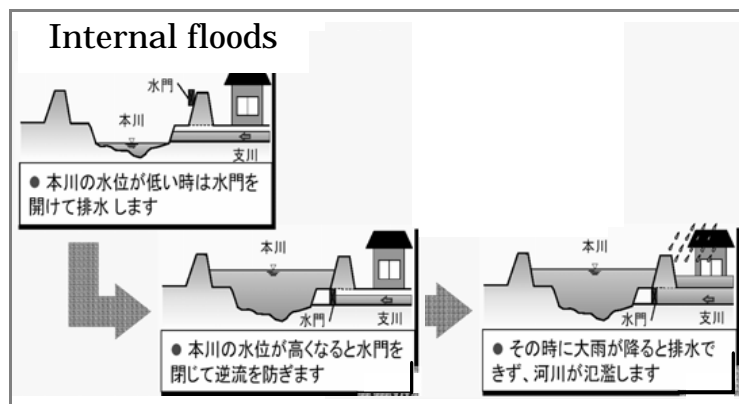 Internal floods
水門
本川
支川
● 本川の水位が低い時は水門を
開けて排水します
本川
水門
支川
● 本川の水位が高くなると水門を
閉じて逆流を防ぎます
本川
水門
支川
● その時に大雨が降ると排水で
きず、河川が氾濫します